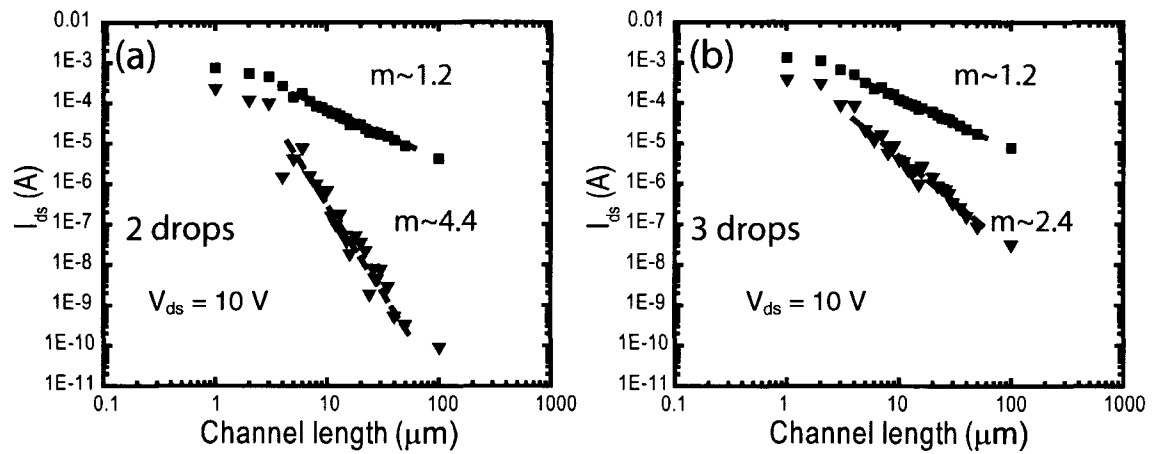 (a)
m~1.2
m~4.4
2 drops
V_ds = 10 V
I_ds (A)
0.01
1E-3
1E-4
1E-5
1E-6
1E-7
1E-8
1E-9
1E-10
1E-11
0.1 1 10 100 1000
Channel length (μm)
(b)
m~1.2
m~2.4
3 drops
V_ds = 10 V
I_ds (A)
0.01
1E-3
1E-4
1E-5
1E-6
1E-7
1E-8
1E-9
1E-10
1E-11
0.1 1 10 100 1000
Channel length (μm)